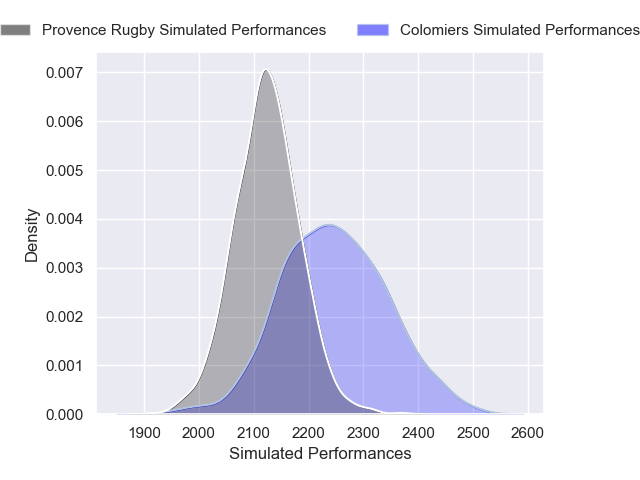 Provence Rugby Simulated Performances
Colomiers Simulated Performances
0.007
0.006
0.005
0.004
0.003
0.002
0.001
0.000
Density
1900 2000 2100 2200 2300 2400 2500 2600
Simulated Performances